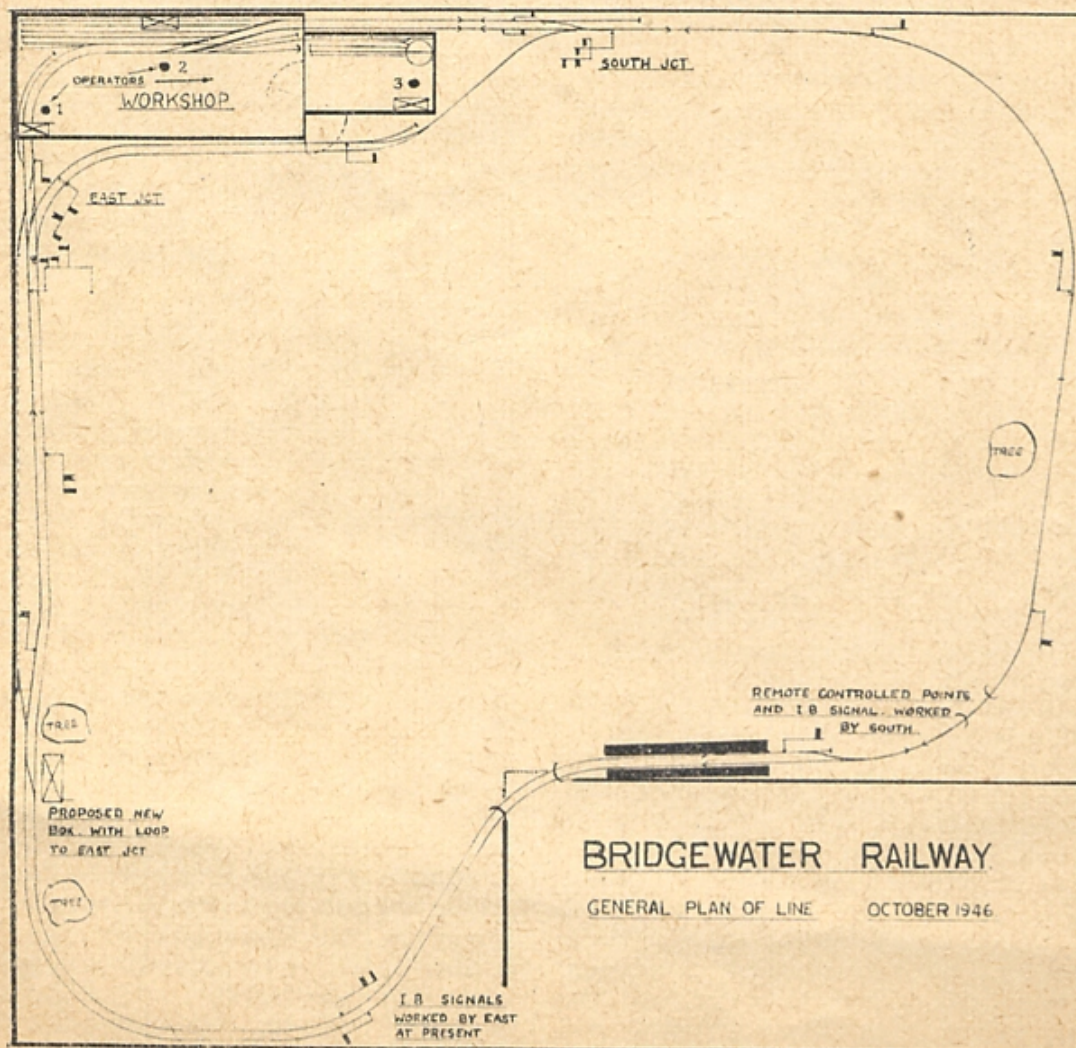 SOUTH JCT
2
OPERATORS
3
WORKSHOP
1
EAST JCT
TREE
REMOTE CONTROLLED POINTS
AND I B SIGNAL. WORKED
BY SOUTH.
TREE
PROPOSED NEW
BOX. WITH LOOP
TO EAST JCT
BRIDGEWATER RAILWAY
TREE
GENERAL PLAN OF LINE OCTOBER 1946
I B SIGNALS
WORKED BY EAST
AT PRESENT